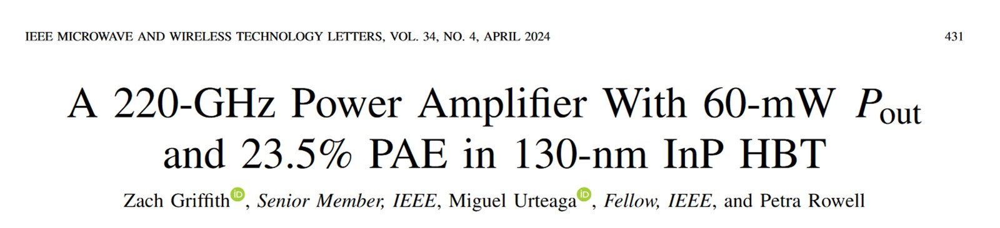 IEEE MICROWAVE AND WIRELESS TECHNOLOGY LETTERS, VOL. 34, NO. 4, APRIL 2024 431
A 220-GHz Power Amplifier With 60-mW Pout
and 23.5% PAE in 130-nm InP HBT
Zach Griffith iD, Senior Member, IEEE, Miguel Urteaga iD, Fellow, IEEE, and Petra Rowell